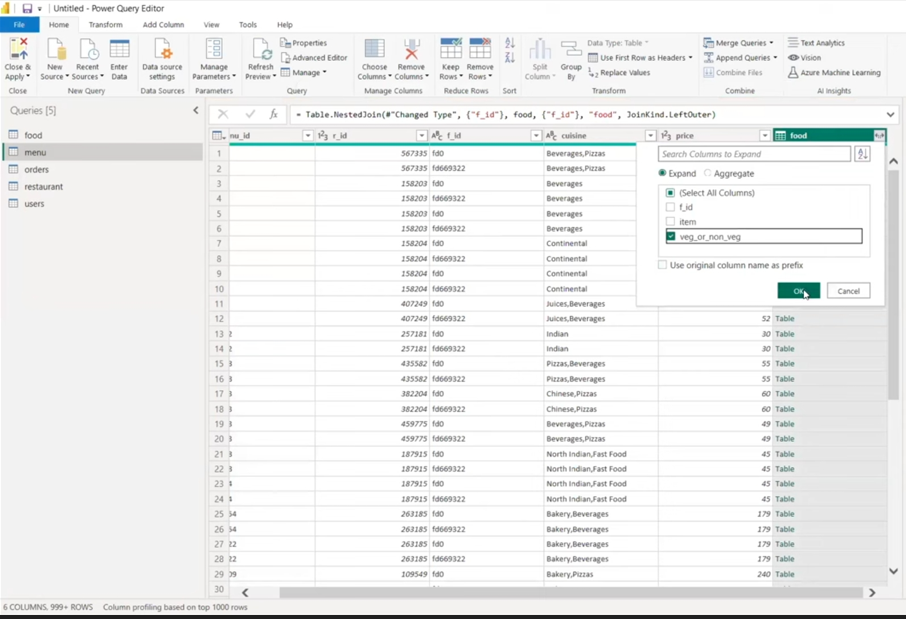 Untitled - Power Query Editor
File Home Transform Add Column View Tools Help
Close & Apply
New Source
Recent Sources
Enter Data
Data source settings
Manage Parameters
Refresh Preview
Properties
Advanced Editor
Manage
Choose Columns
Remove Columns
Keep Rows
Remove Rows
Split Column
Group By
Data Type: Table
Use First Row as Headers
Replace Values
Merge Queries
Append Queries
Combine Files
Text Analytics
Vision
Azure Machine Learning
Close New Query Data Sources Parameters Query Manage Columns Reduce Rows Sort Transform Combine AI Insights
Queries [5]
food
menu
orders
restaurant
users
= Table.NestedJoin(#"Changed Type", {"f_id"}, food, {"f_id"}, "food", JoinKind.LeftOuter)
nu_id 123 r_id ABC f_id ABC cuisine 123 price food
1 567335 fd0 Beverages,Pizzas
2 567335 fd669322 Beverages,Pizzas
3 158203 fd0 Beverages
4 158203 fd669322 Beverages
5 158203 fd0 Beverages
6 158203 fd669322 Beverages
7 158204 fd0 Continental
8 158204 fd669322 Continental
9 158204 fd0 Continental
10 158204 fd669322 Continental
11 407249 fd0 Juices,Beverages
12 407249 fd669322 Juices,Beverages 52 Table
13 2 257181 fd0 Indian 30 Table
14 2 257181 fd669322 Indian 30 Table
15 3 435582 fd0 Pizzas,Beverages 55 Table
16 3 435582 fd669322 Pizzas,Beverages 55 Table
17 3 382204 fd0 Chinese,Pizzas 60 Table
18 3 382204 fd669322 Chinese,Pizzas 60 Table
19 3 459775 fd0 Beverages,Pizzas 49 Table
20 3 459775 fd669322 Beverages,Pizzas 49 Table
21 3 187915 fd0 North Indian,Fast Food 45 Table
22 3 187915 fd669322 North Indian,Fast Food 45 Table
23 4 187915 fd0 North Indian,Fast Food 45 Table
24 4 187915 fd669322 North Indian,Fast Food 45 Table
25 54 263185 fd0 Bakery,Beverages 179 Table
26 54 263185 fd669322 Bakery,Beverages 179 Table
27 22 263185 fd0 Bakery,Beverages 179 Table
28 22 263185 fd669322 Bakery,Beverages 179 Table
29 09 109549 fd0 Bakery,Pizzas 240 Table
30
Search Columns to Expand
Expand Aggregate
(Select All Columns)
f_id
item
veg_or_non_veg
Use original column name as prefix
OK Cancel
6 COLUMNS, 999+ ROWS Column profiling based on top 1000 rows